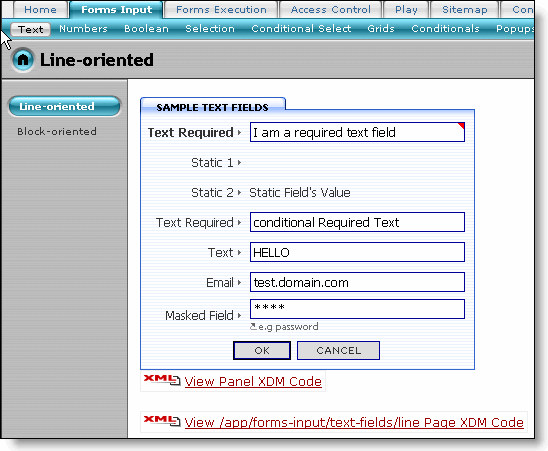 Home Forms Input Forms Execution Access Control Play Sitemap Con
Text Numbers Boolean Selection Conditional Select Grids Conditionals Popups
Line-oriented
Line-oriented
Block-oriented
SAMPLE TEXT FIELDS
Text Required I am a required text field
Static 1
Static 2 Static Field's Value
Text Required conditional Required Text
Text HELLO
Email test.domain.com
Masked Field ****
e.g password
OK CANCEL
XML View Panel XDM Code
XML View /app/forms-input/text-fields/line Page XDM Code